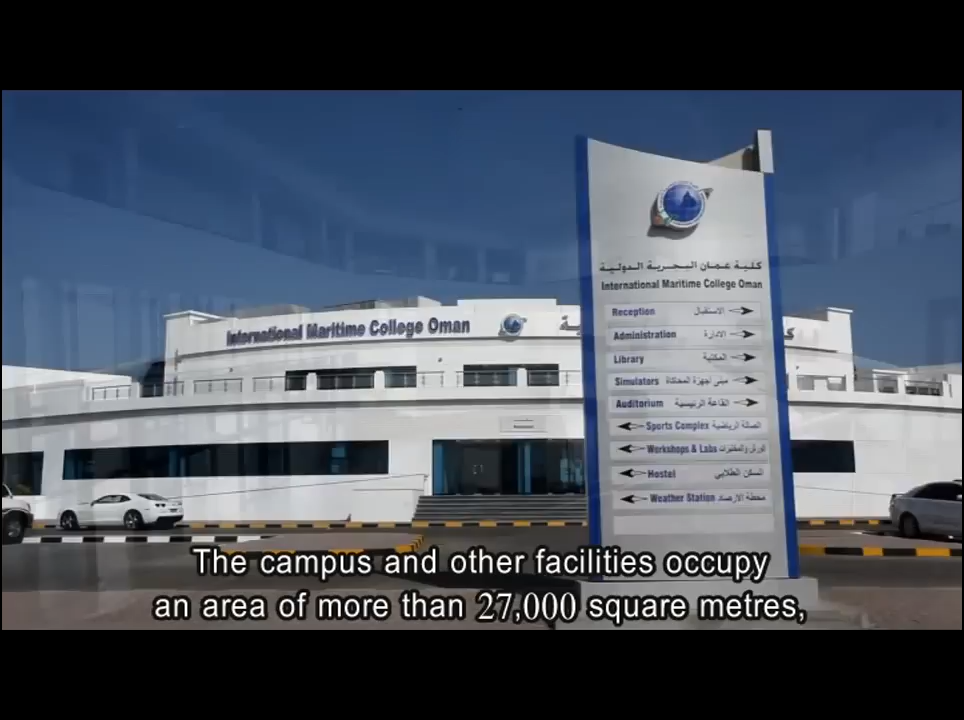 كلية عمان البحرية الدولية
International Maritime College Oman
International Maritime College Oman
Reception الاستقبال
Administration الادارة
Library المكتبة
Simulators مبنى اجهزة المحاكاة
Auditorium القاعة الرئيسية
Sports Complex الصالة الرياضية
Workshops & Labs الورش والمختبرات
Hostel السكن الطلابي
Weather Station محطة الارصاد
The campus and other facilities occupy
an area of more than 27,000 square metres,